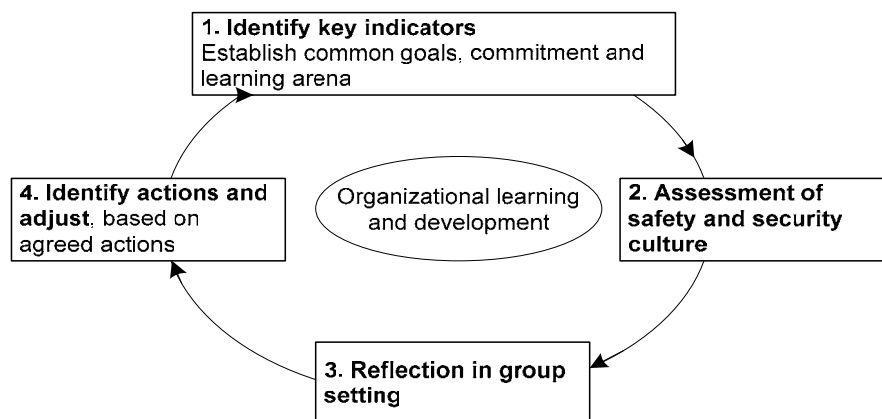 1. Identify key indicators
Establish common goals, commitment and
learning arena
4. Identify actions and
adjust, based on
agreed actions
Organizational learning
and development
2. Assessment of
safety and security
culture
3. Reflection in group
setting